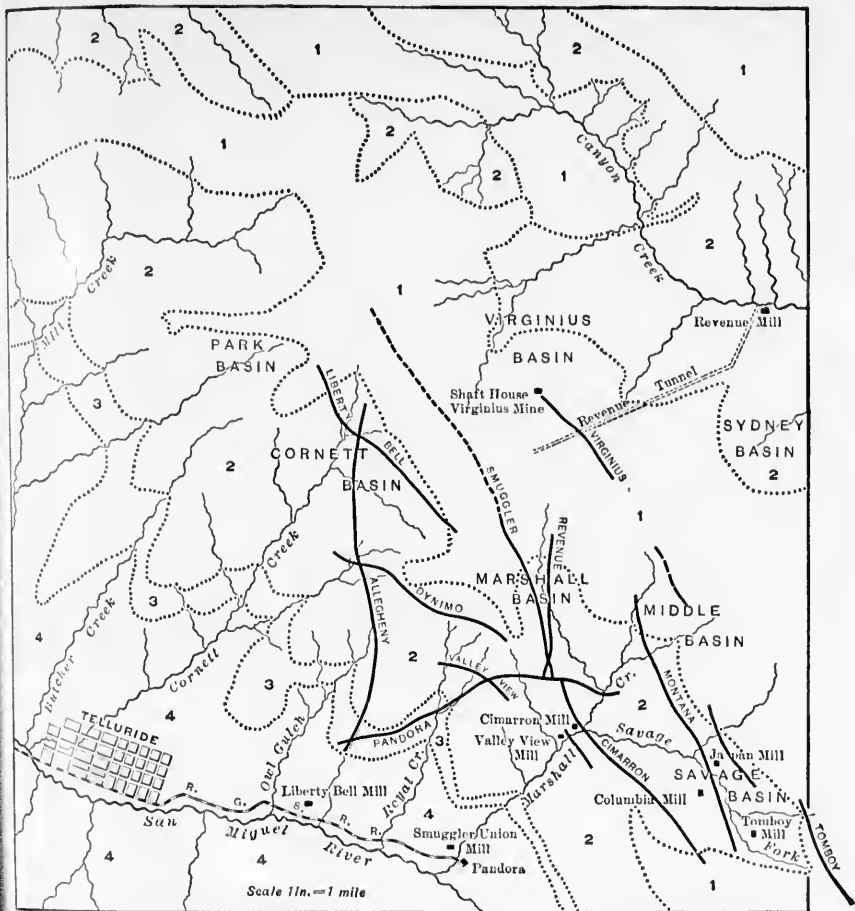 2
2
1
2
1
1
2
2
1
Canyon
Creek
2
2
1
Creek
Mill
VIRGINIUS
BASIN
Revenue Mill
PARK
BASIN
Shaft House
Virginius Mine
Revenue Tunnel
3
LIBERTY BELL
SYDNEY
BASIN
2
VIRGINIUS
CORNETT
BASIN
2
SMUGGLER
1
REVENUE
MARSHALL
BASIN
Creek
ALLEGHENY
DYNIMO
MIDDLE
BASIN
3
4
Butcher Creek
Cornett
2
VALLEY VIEW
MONTANA
3
4
Cr.
2
PANDORA
3
Cimarron Mill
Valley View
Mill
Savage
TELLURIDE
Owl Gulch
Marshall
CIMARRON
Japan Mill
SAVAGE
BASIN
Columbia Mill
R. G. S. R. R.
Liberty Bell Mill
Royal Cr.
4
San Miguel River
Smuggler Union
Mill
Pandora
2
Tomboy
Mill
Fork
TOMBOY
4
4
1
Scale 1In.=1 mile